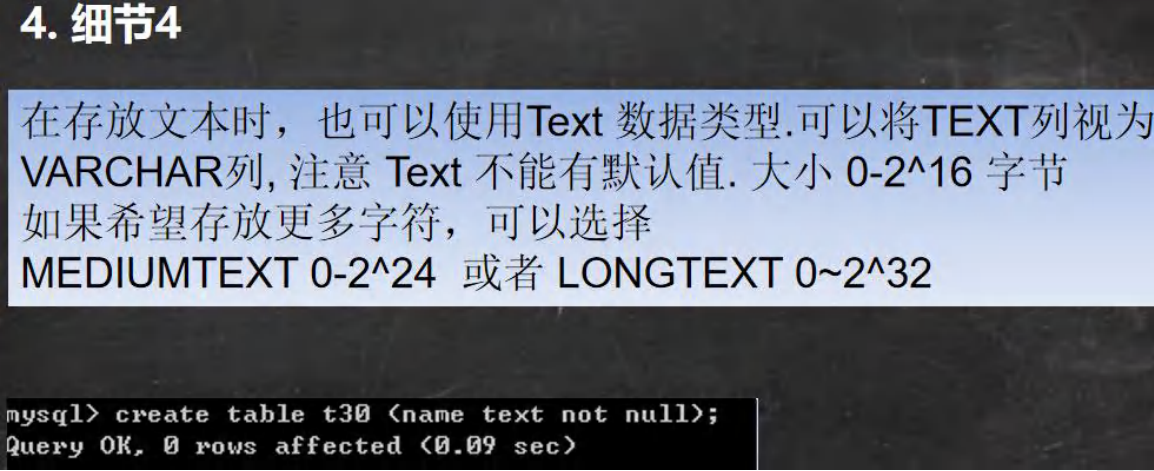 4. 细节4
在存放文本时，也可以使用Text 数据类型.可以将TEXT列视为
VARCHAR列, 注意 Text 不能有默认值. 大小 0-2^16 字节
如果希望存放更多字符，可以选择
MEDIUMTEXT 0-2^24 或者 LONGTEXT 0~2^32
mysql> create table t30 (name text not null);
Query OK, 0 rows affected (0.09 sec)